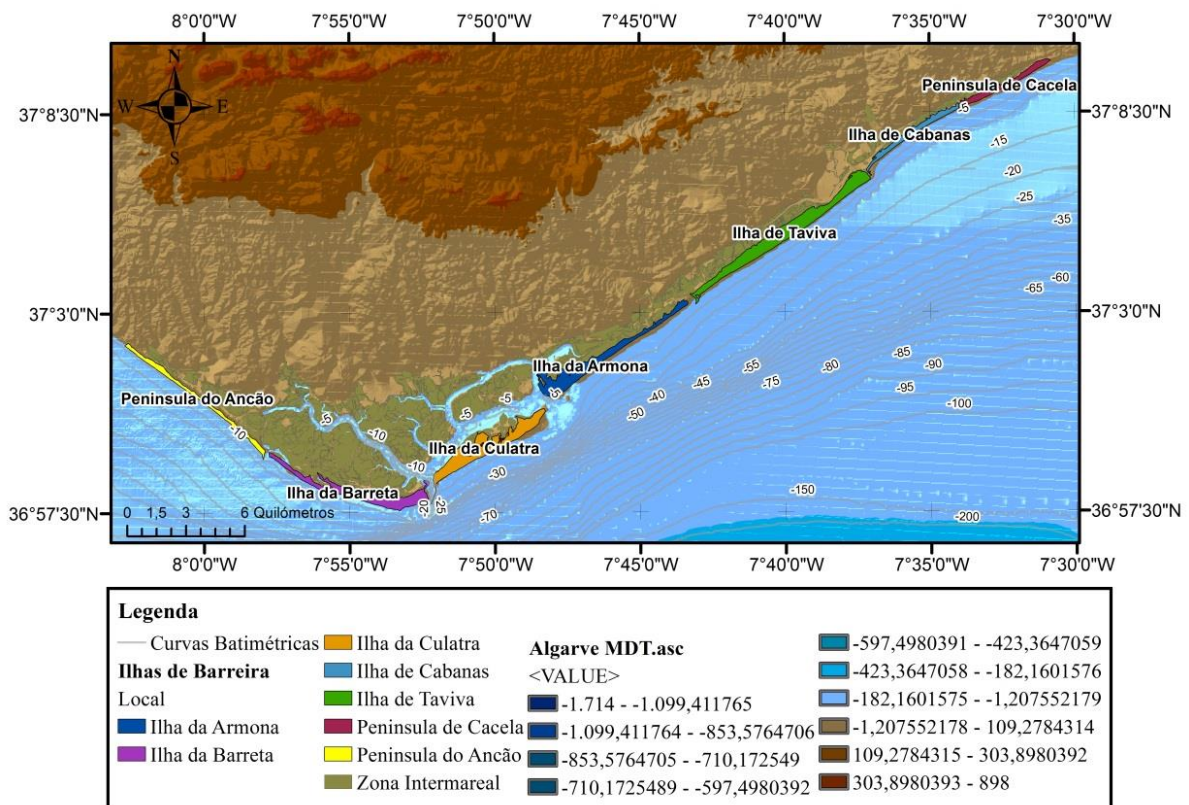 8°0'0"W 7°55'0"W 7°50'0"W 7°45'0"W 7°40'0"W 7°35'0"W 7°30'0"W
N
W E
S
37°8'30"N
37°3'0"N
36°57'30"N
37°8'30"N
37°3'0"N
36°57'30"N
Peninsula de Cacela
-5
Ilha de Cabanas
-15
-20
-25
-35
Ilha de Taviva
-60
-65
Ilha da Armona
-5
-5
-5
-5
-85
-90
-80
-55
-75
-95
-45
-40
-100
-50
Peninsula do Ancão
-10
-10
-10
Ilha da Culatra
-30
Ilha da Barreta
-20
-25
-70
-150
-200
0 1,5 3 6 Quilómetros
8°0'0"W 7°55'0"W 7°50'0"W 7°45'0"W 7°40'0"W 7°35'0"W 7°30'0"W
Legenda
Curvas Batimétricas
Ilhas de Barreira
Local
Ilha da Armona
Ilha da Barreta
Ilha da Culatra
Ilha de Cabanas
Ilha de Taviva
Peninsula de Cacela
Peninsula do Ancão
Zona Intermareal
Algarve MDT.asc
<VALUE>
-1.714 - -1.099,411765
-1.099,411764 - -853,5764706
-853,5764705 - -710,172549
-710,1725489 - -597,4980392
-597,4980391 - -423,3647059
-423,3647058 - -182,1601576
-182,1601575 - -1,207552179
-1,207552178 - 109,2784314
109,2784315 - 303,8980392
303,8980393 - 898